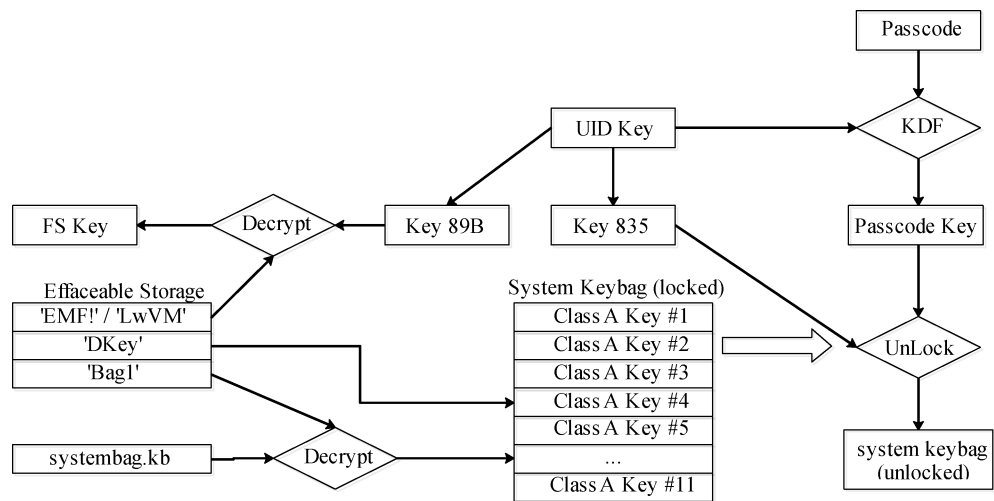 Passcode
UID Key
KDF
FS Key
Decrypt
Key 89B
Key 835
Passcode Key
Effaceable Storage
'EMF!' / 'LwVM'
'DKey'
'Bag1'
System Keybag (locked)
Class A Key #1
Class A Key #2
Class A Key #3
Class A Key #4
Class A Key #5
...
Class A Key #11
UnLock
systembag.kb
Decrypt
system keybag
(unlocked)